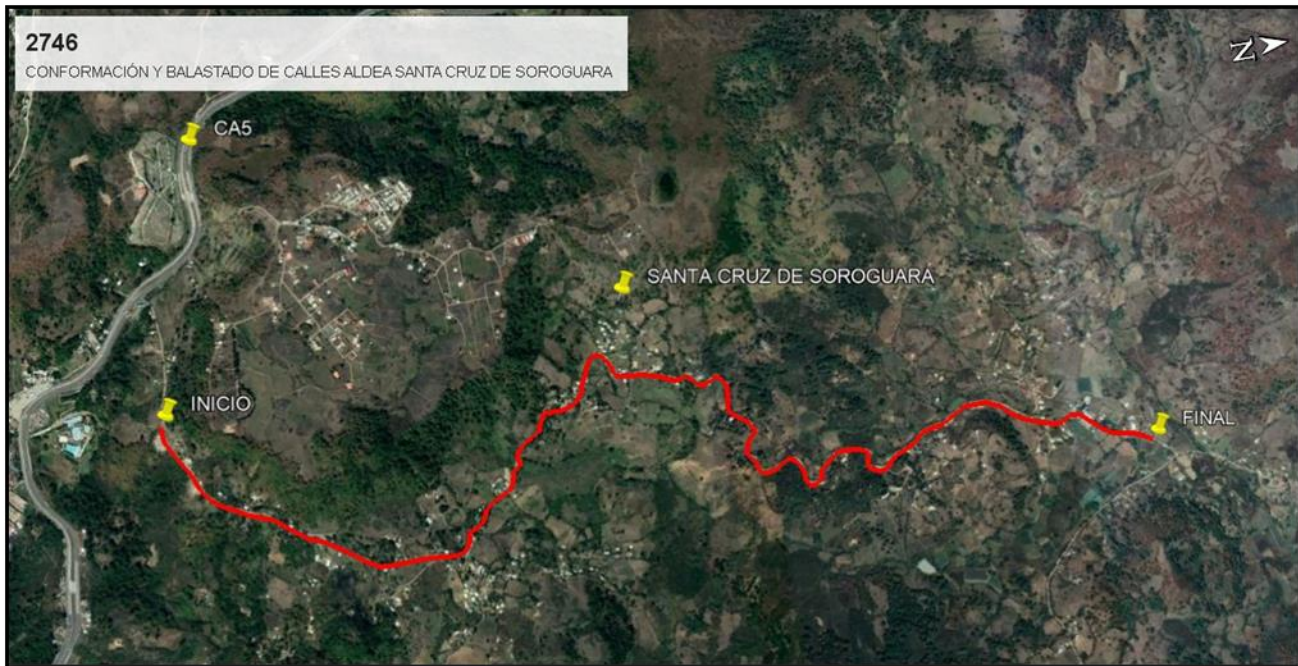 2746
CONFORMACIÓN Y BALASTADO DE CALLES ALDEA SANTA CRUZ DE SOROGUARA
N
CA5
SANTA CRUZ DE SOROGUARA
INICIO
FINAL